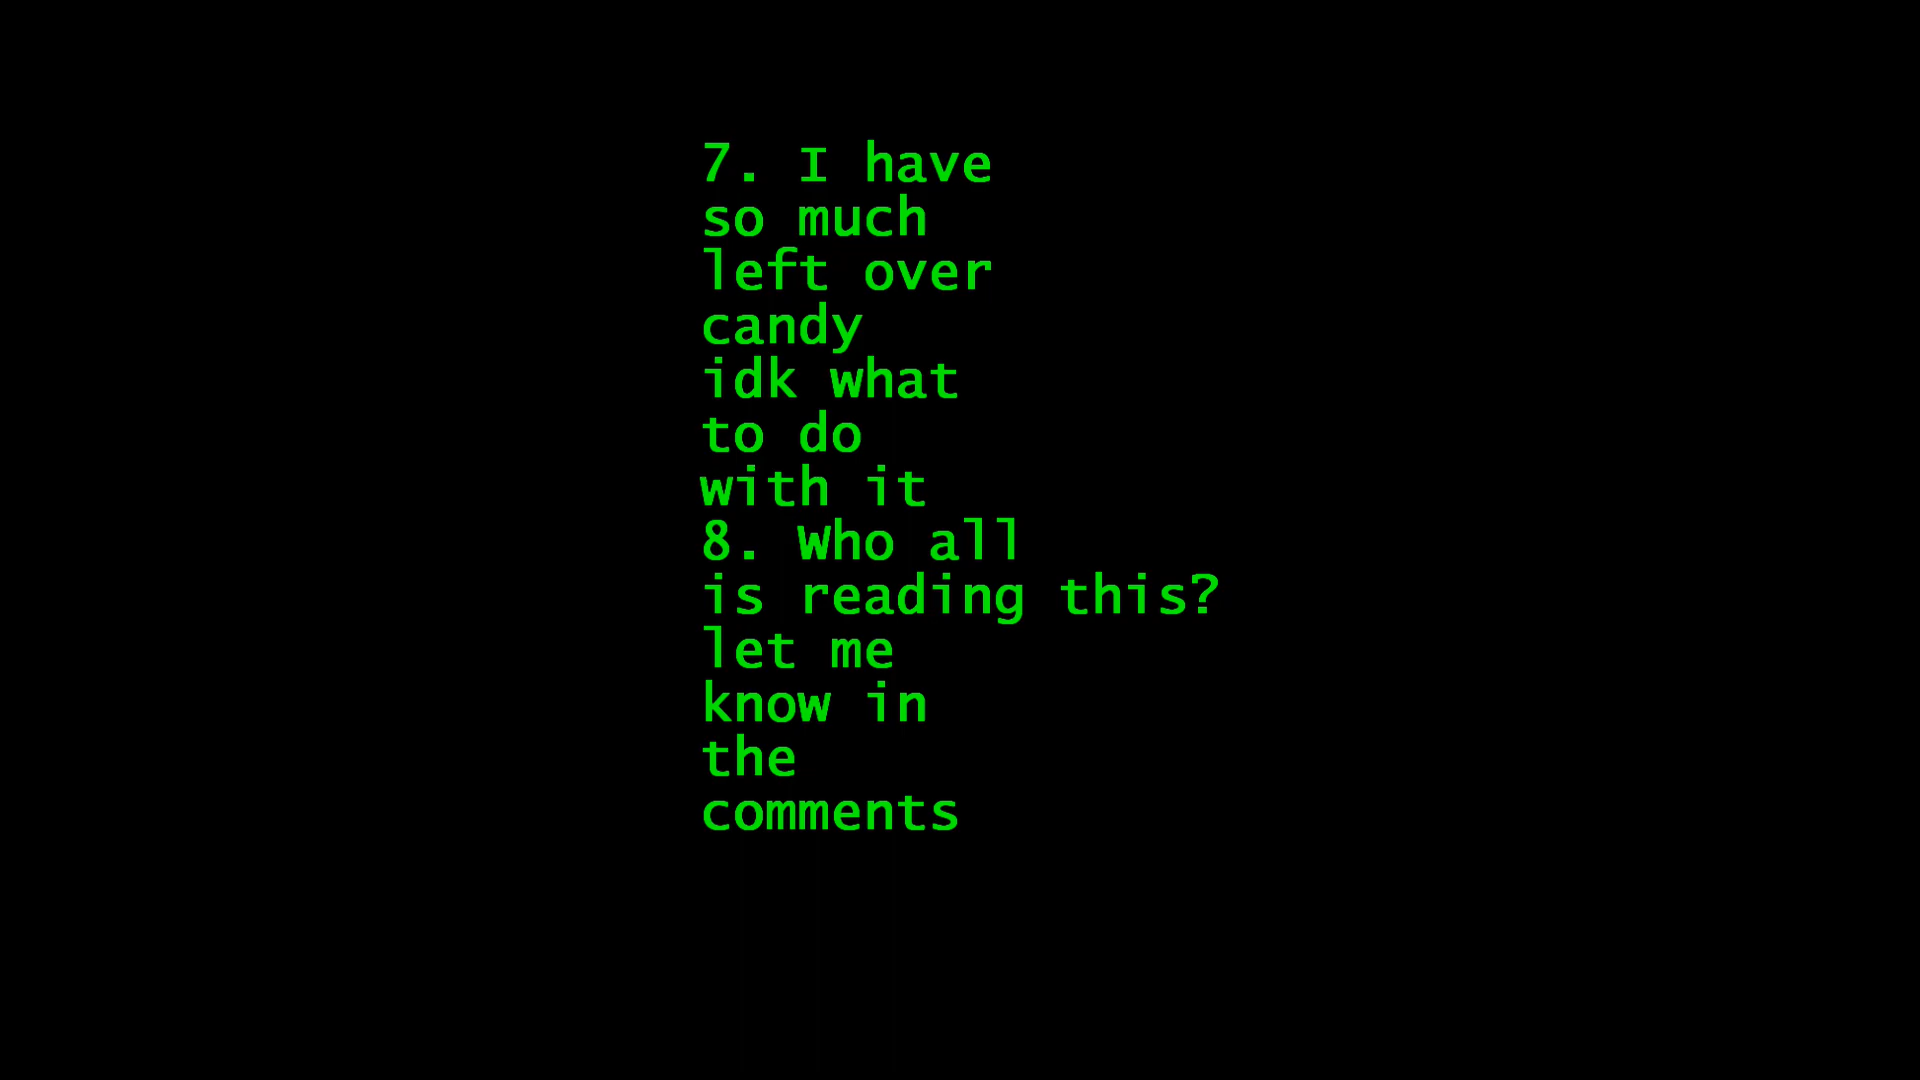 7. I have
so much
left over
candy
idk what
to do
with it
8. Who all
is reading this?
let me
know in
the
comments